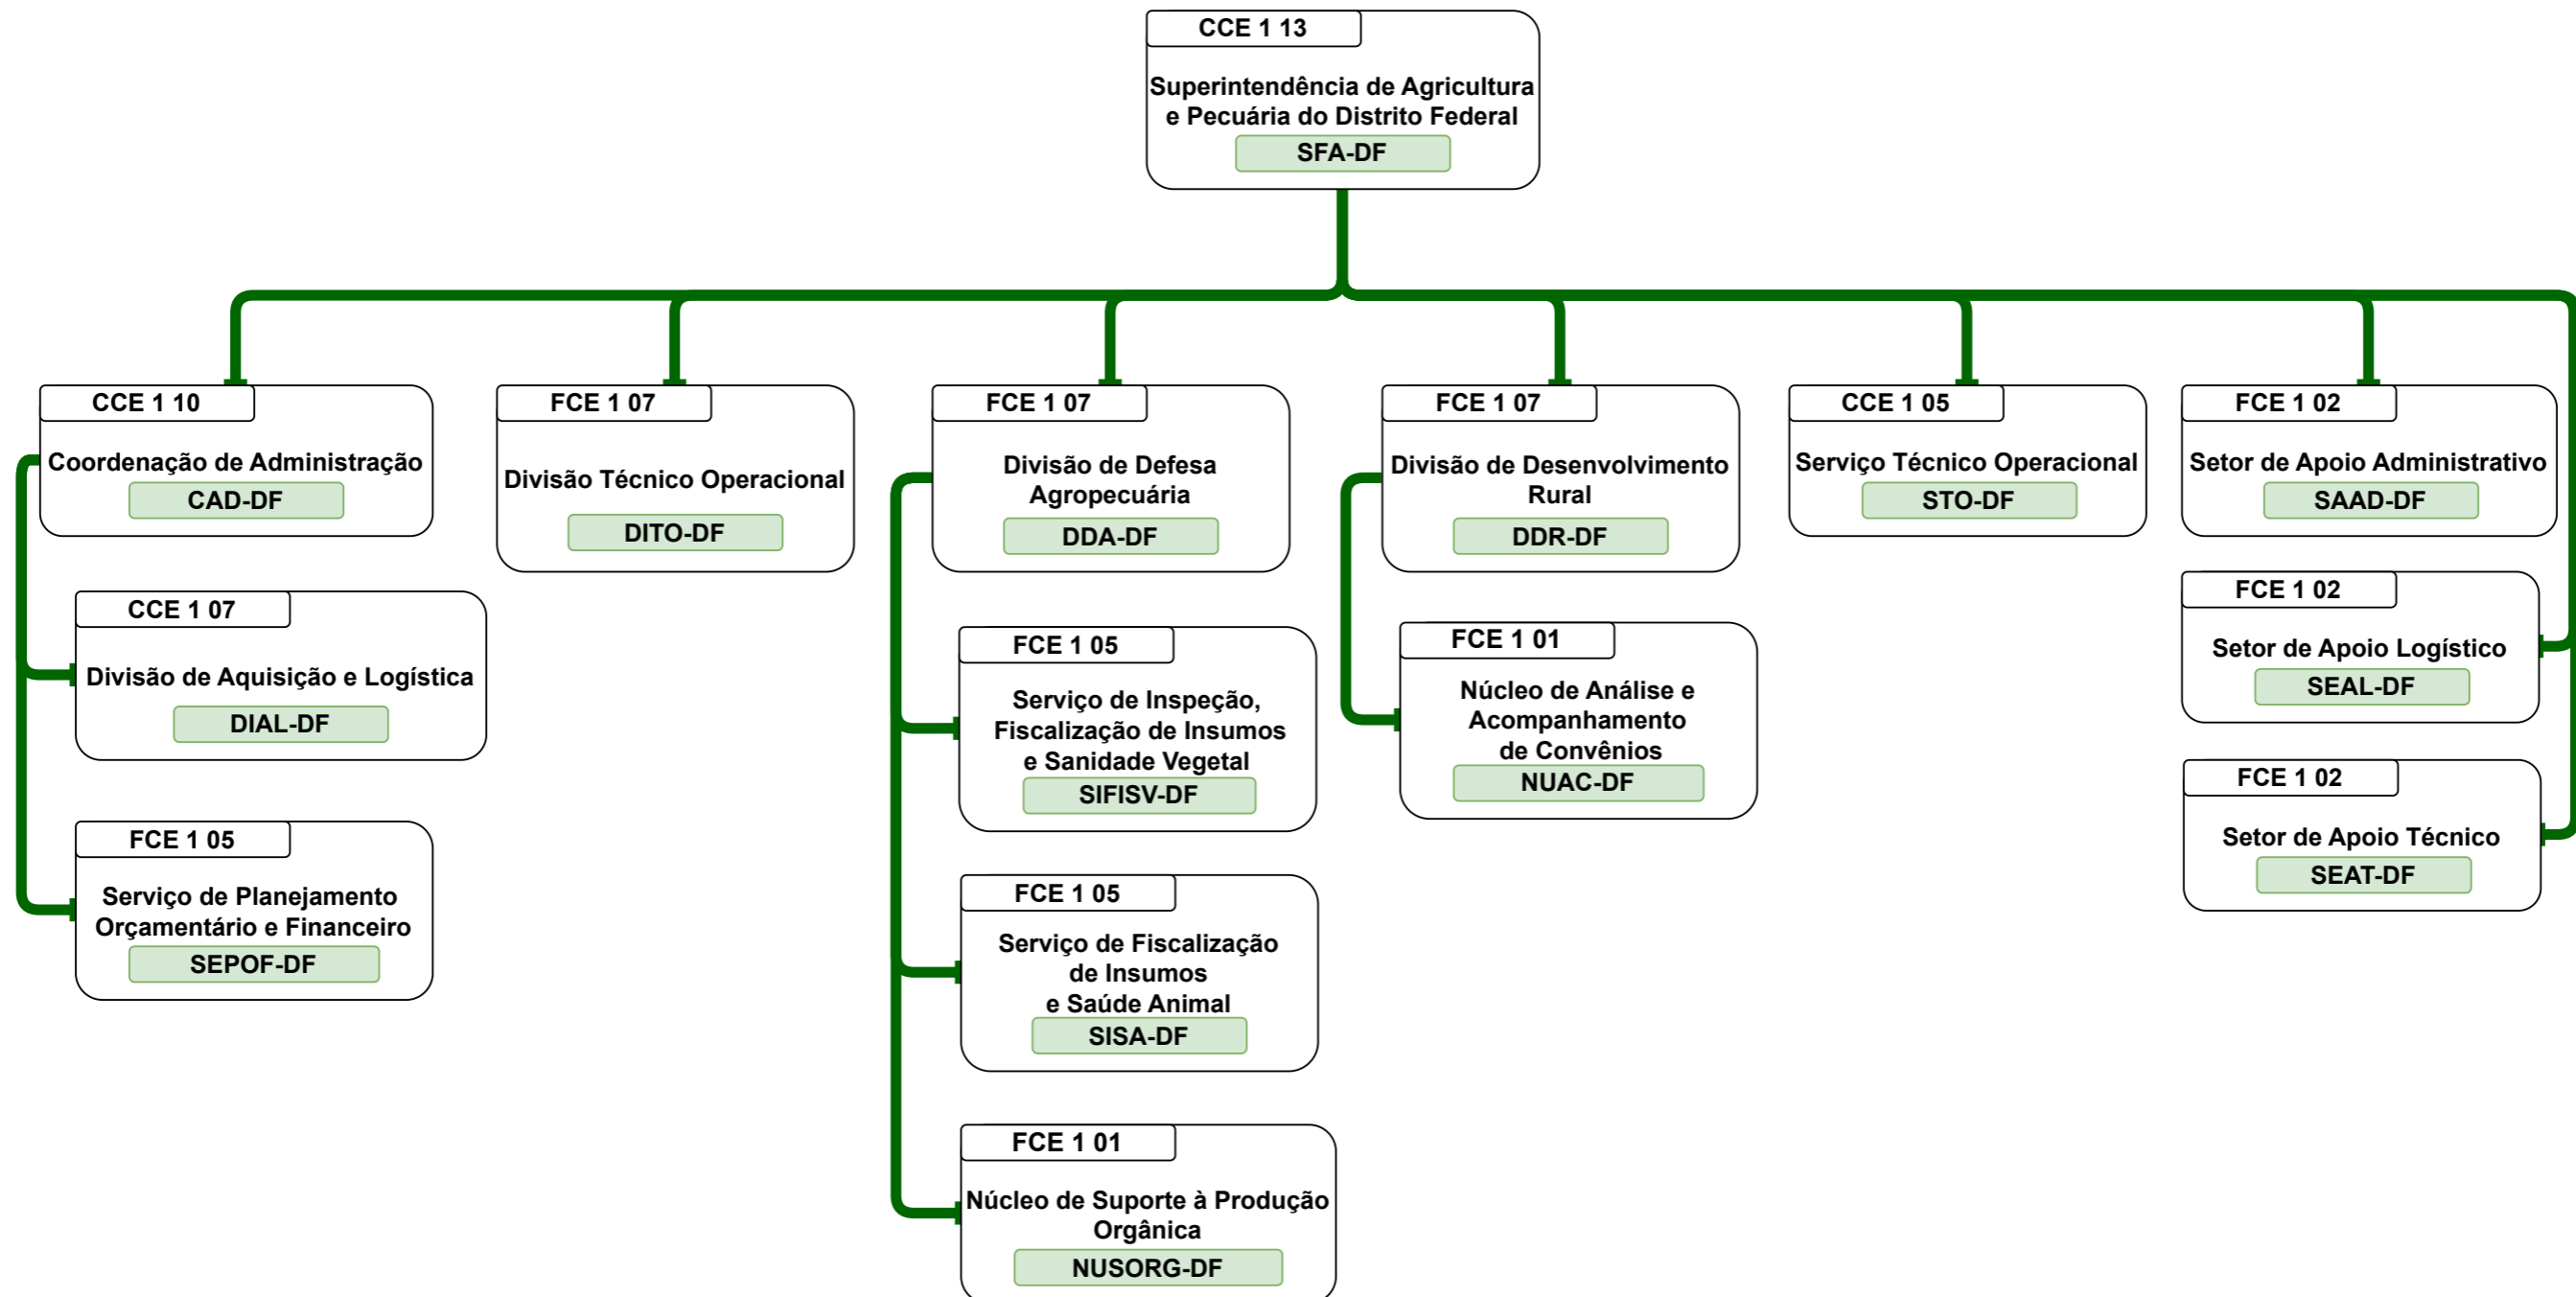 CCE 1 13
Superintendência de Agricultura
e Pecuária do Distrito Federal
SFA-DF
CCE 1 10
Coordenação de Administração
CAD-DF
CCE 1 07
Divisão de Aquisição e Logística
DIAL-DF
FCE 1 05
Serviço de Planejamento
Orçamentário e Financeiro
SEPOF-DF
FCE 1 07
Divisão Técnico Operacional
DITO-DF
FCE 1 07
Divisão de Defesa
Agropecuária
DDA-DF
FCE 1 05
Serviço de Inspeção,
Fiscalização de Insumos
e Sanidade Vegetal
SIFISV-DF
FCE 1 05
Serviço de Fiscalização
de Insumos
e Saúde Animal
SISA-DF
FCE 1 01
Núcleo de Suporte à Produção
Orgânica
NUSORG-DF
FCE 1 07
Divisão de Desenvolvimento
Rural
DDR-DF
FCE 1 01
Núcleo de Análise e
Acompanhamento
de Convênios
NUAC-DF
CCE 1 05
Serviço Técnico Operacional
STO-DF
FCE 1 02
Setor de Apoio Administrativo
SAAD-DF
FCE 1 02
Setor de Apoio Logístico
SEAL-DF
FCE 1 02
Setor de Apoio Técnico
SEAT-DF